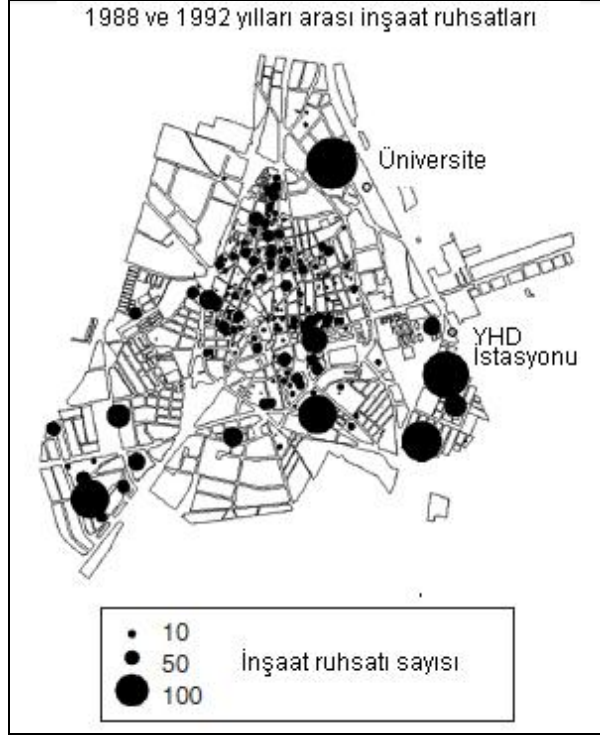 1988 ve 1992 yılları arası inşaat ruhsatları
Üniversite
YHD
İstasyonu
10
50
100
İnşaat ruhsatı sayısı